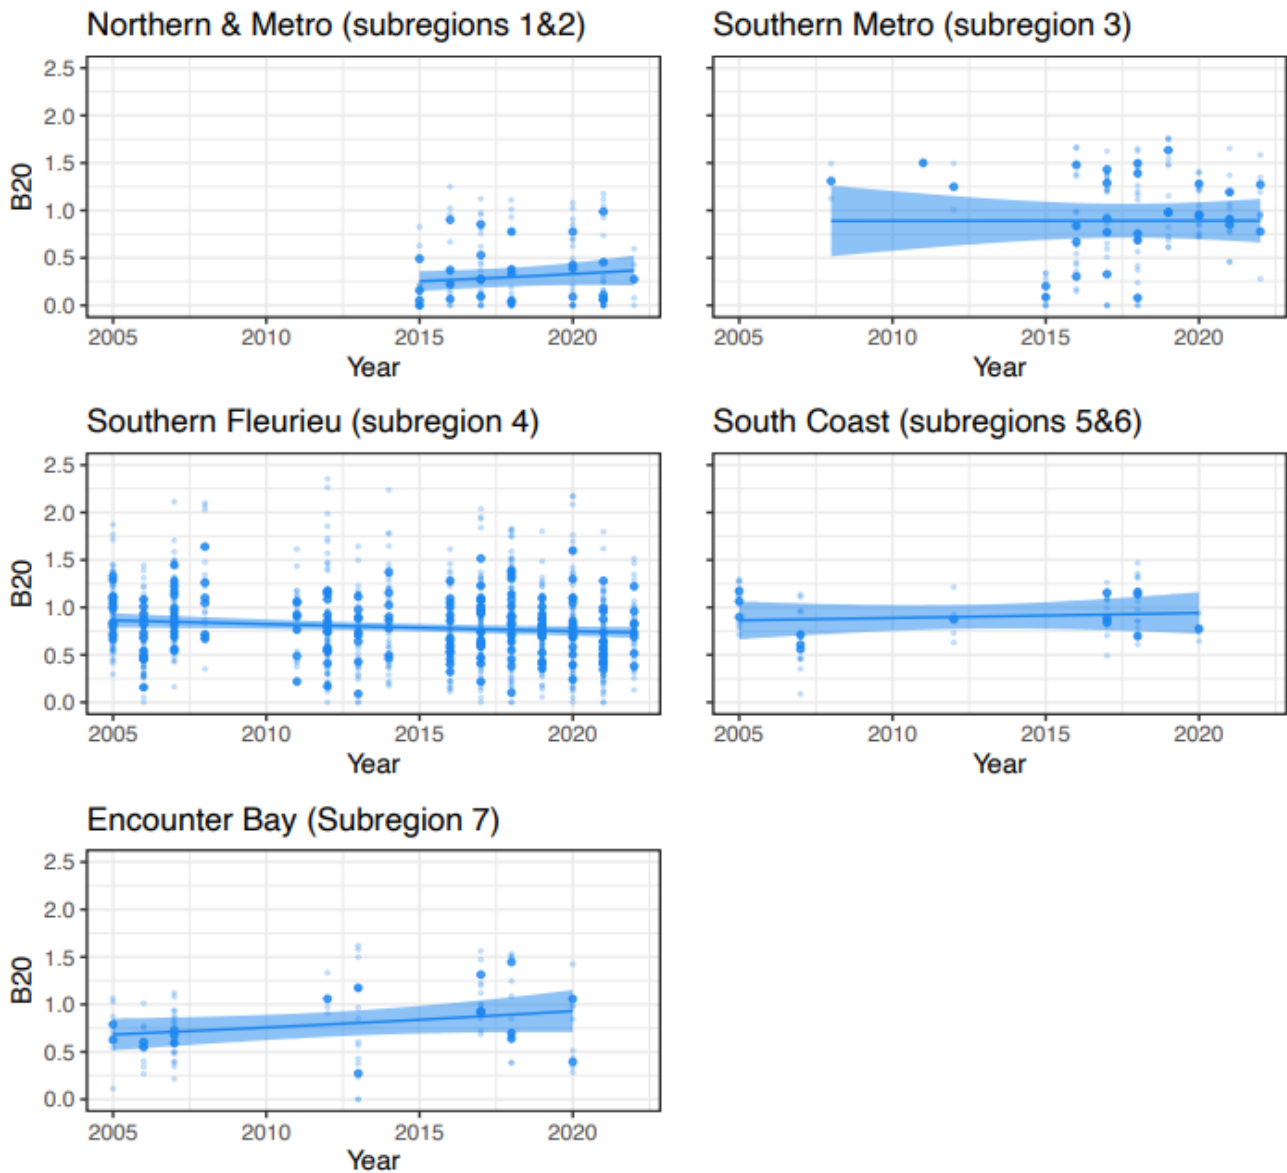 Northern & Metro (subregions 1&2)
Southern Metro (subregion 3)
2.5
2.0
1.5
1.0
0.5
0.0
B20
2005 2010 2015 2020
Year
2005 2010 2015 2020
Year
Southern Fleurieu (subregion 4)
South Coast (subregions 5&6)
2.5
2.0
1.5
1.0
0.5
0.0
B20
2005 2010 2015 2020
Year
2005 2010 2015 2020
Year
Encounter Bay (Subregion 7)
2.5
2.0
1.5
1.0
0.5
0.0
B20
2005 2010 2015 2020
Year